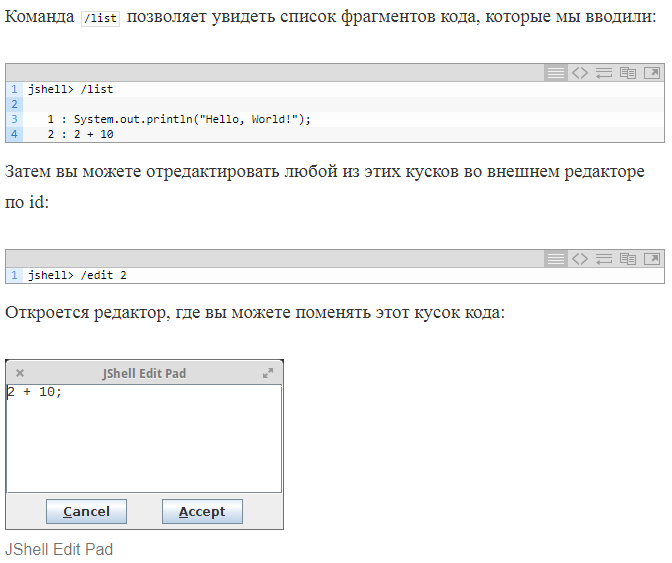 Команда /list позволяет увидеть список фрагментов кода, которые мы вводили:
1 jshell> /list
2
3    1 : System.out.println("Hello, World!");
4    2 : 2 + 10
Затем вы можете отредактировать любой из этих кусков во внешнем редакторе
по id:
1 jshell> /edit 2
Откроется редактор, где вы можете поменять этот кусок кода:
JShell Edit Pad
2 + 10;
Cancel Accept
JShell Edit Pad